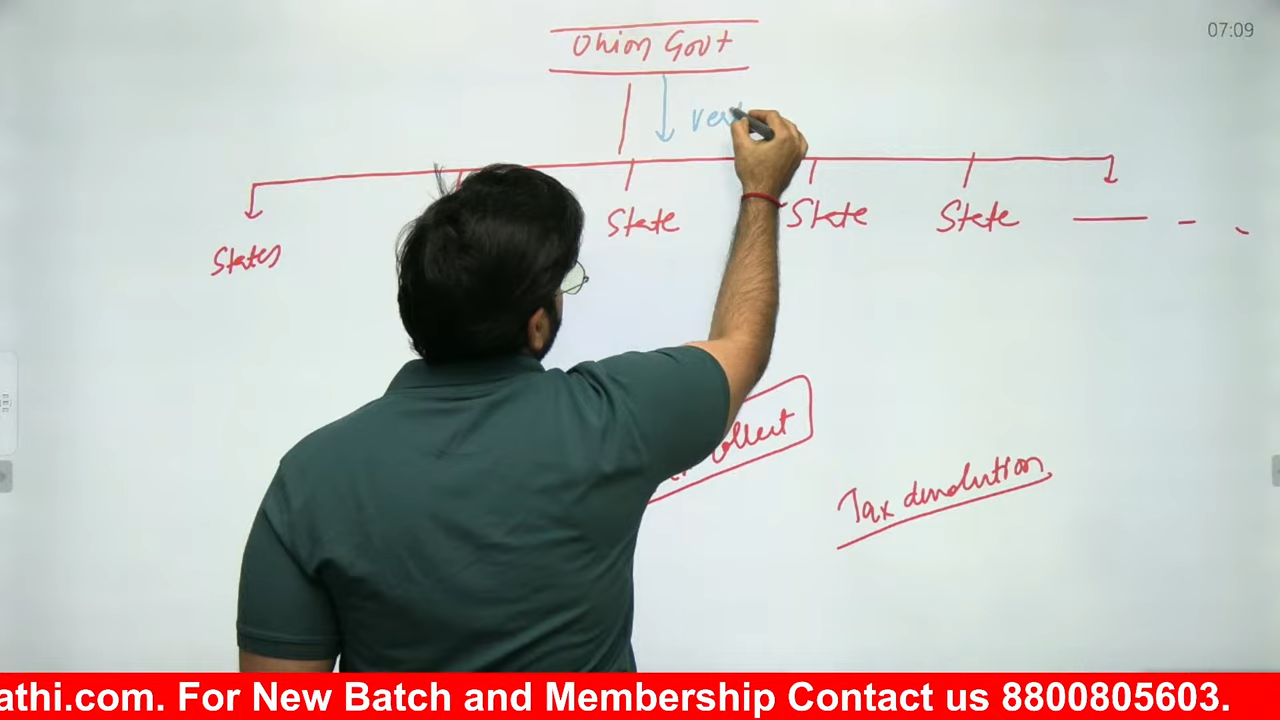 07:09
Union Govt
State State State
States
collect
Tax devolution
athi.com. For New Batch and Membership Contact us 8800805603.